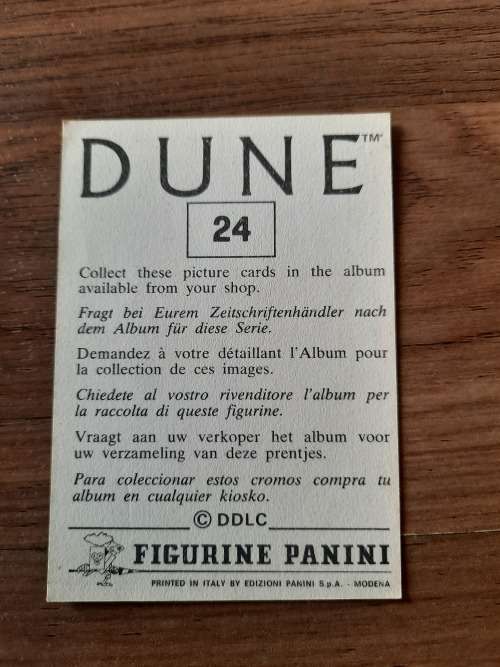 DUNE™
24
Collect these picture cards in the album
available from your shop.
Fragt bei Eurem Zeitschriftenhändler nach
dem Album für diese Serie.
Demandez à votre détaillant l'Album pour
la collection de ces images.
Chiedete al vostro rivenditore l'album per
la raccolta di queste figurine.
Vraagt aan uw verkoper het album voor
uw verzameling van deze prentjes.
Para coleccionar estos cromos compra tu
album en cualquier kiosko.
© DDLC
FIGURINE PANINI
PRINTED IN ITALY BY EDIZIONI PANINI S.p.A. - MODENA